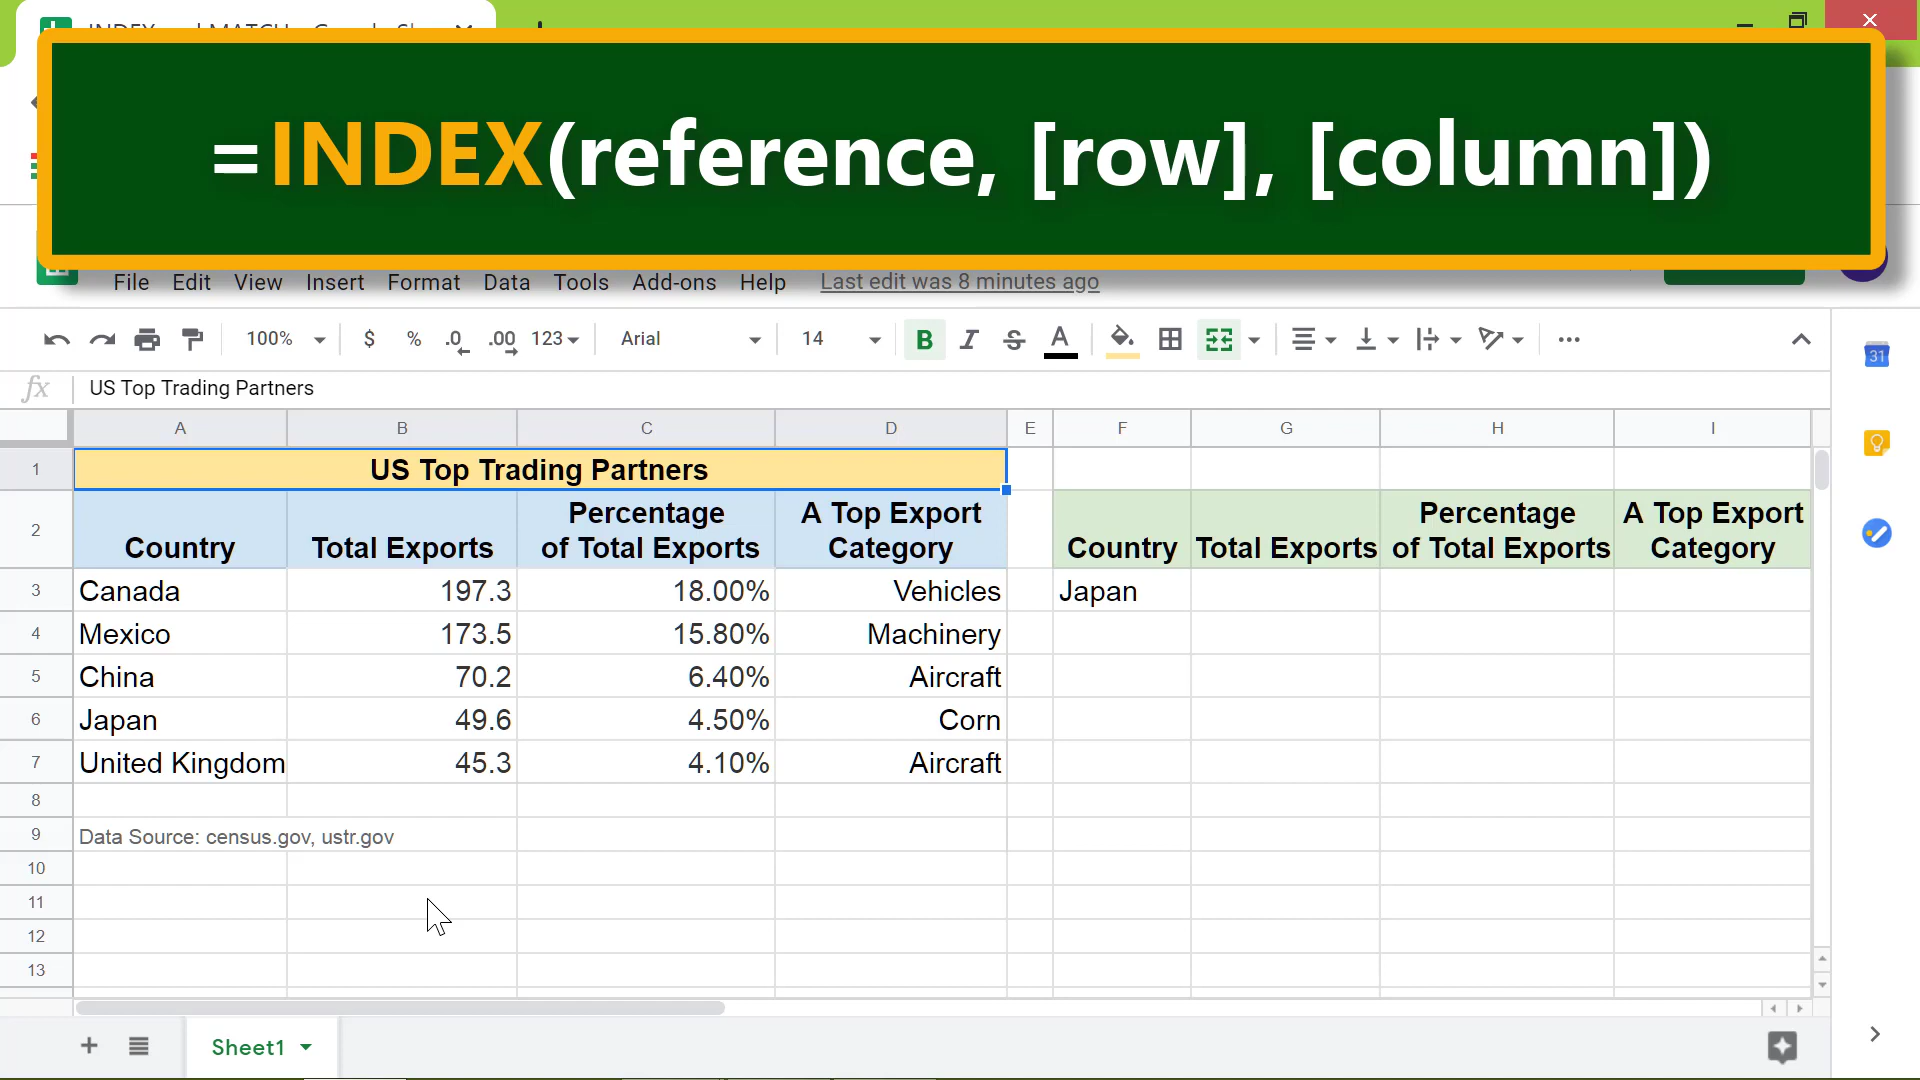 =INDEX(reference, [row], [column])
File Edit View Insert Format Data Tools Add-ons Help Last edit was 8 minutes ago
100% $ % .0 .00 123 Arial 14 B I S A
31
fx US Top Trading Partners
A B C D E F G H I
1 US Top Trading Partners
Percentage A Top Export Percentage A Top Export
2 Country Total Exports of Total Exports Category Country Total Exports of Total Exports Category
3 Canada 197.3 18.00% Vehicles Japan
4 Mexico 173.5 15.80% Machinery
5 China 70.2 6.40% Aircraft
6 Japan 49.6 4.50% Corn
7 United Kingdom 45.3 4.10% Aircraft
8
9 Data Source: census.gov, ustr.gov
10
11
12
13
Sheet1